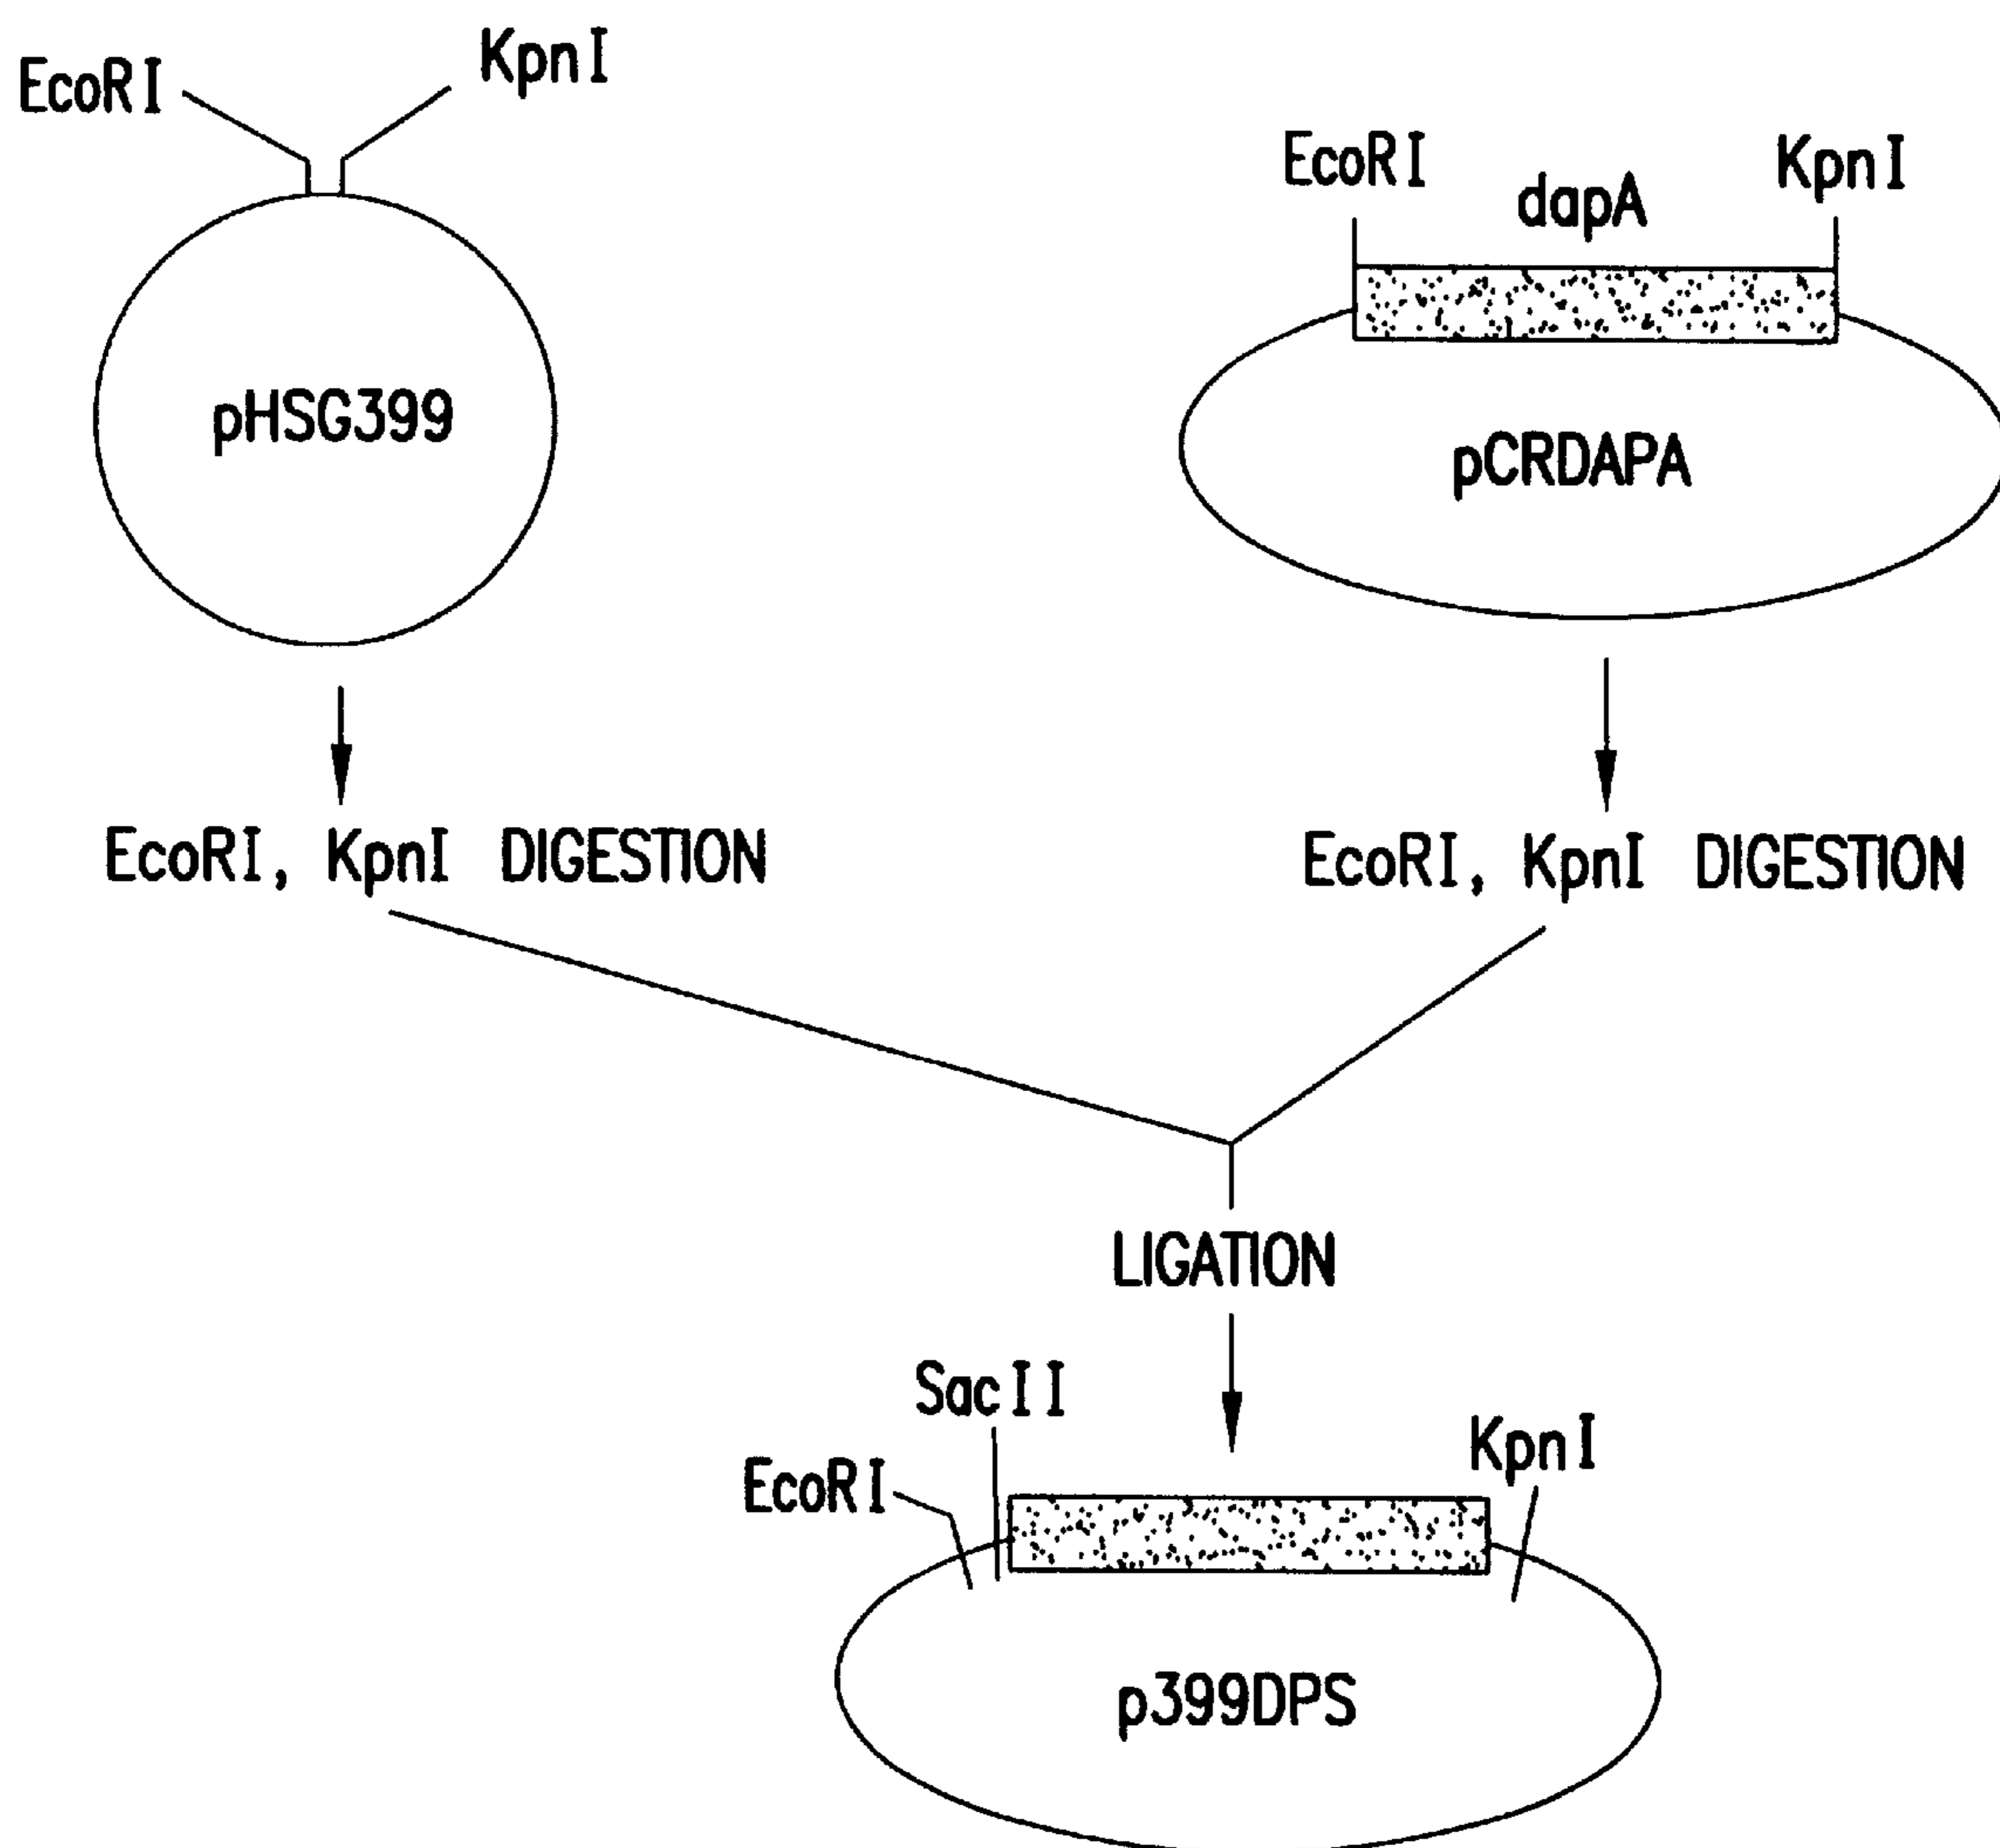 EcoRI
KpnI
EcoRI
dapA
KpnI
pHSG399
pCRDAPA
EcoRI, KpnI DIGESTION
EcoRI, KpnI DIGESTION
LIGATION
SacII
EcoRI
KpnI
p399DPS